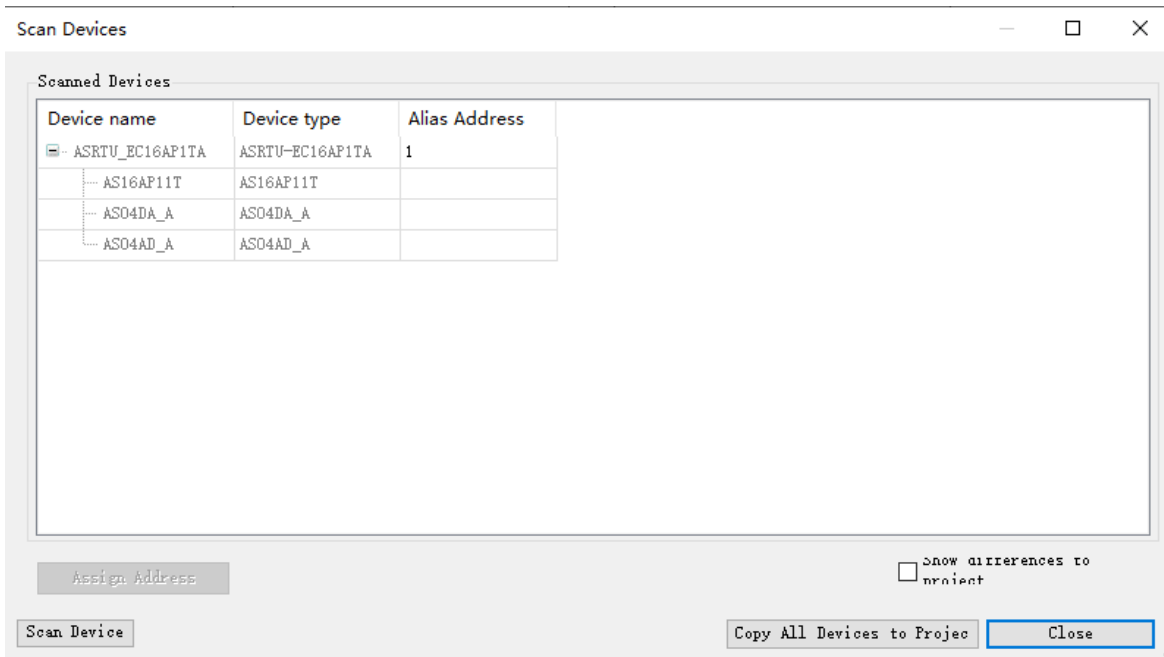 Scan Devices
Scanned Devices
Device name Device type Alias Address
ASRTU_EC16AP1TA ASRTU-EC16AP1TA 1
AS16AP11T AS16AP11T
AS04DA_A AS04DA_A
AS04AD_A AS04AD_A
Show differences to
project
Assign Address
Scan Device Copy All Devices to Projec Close